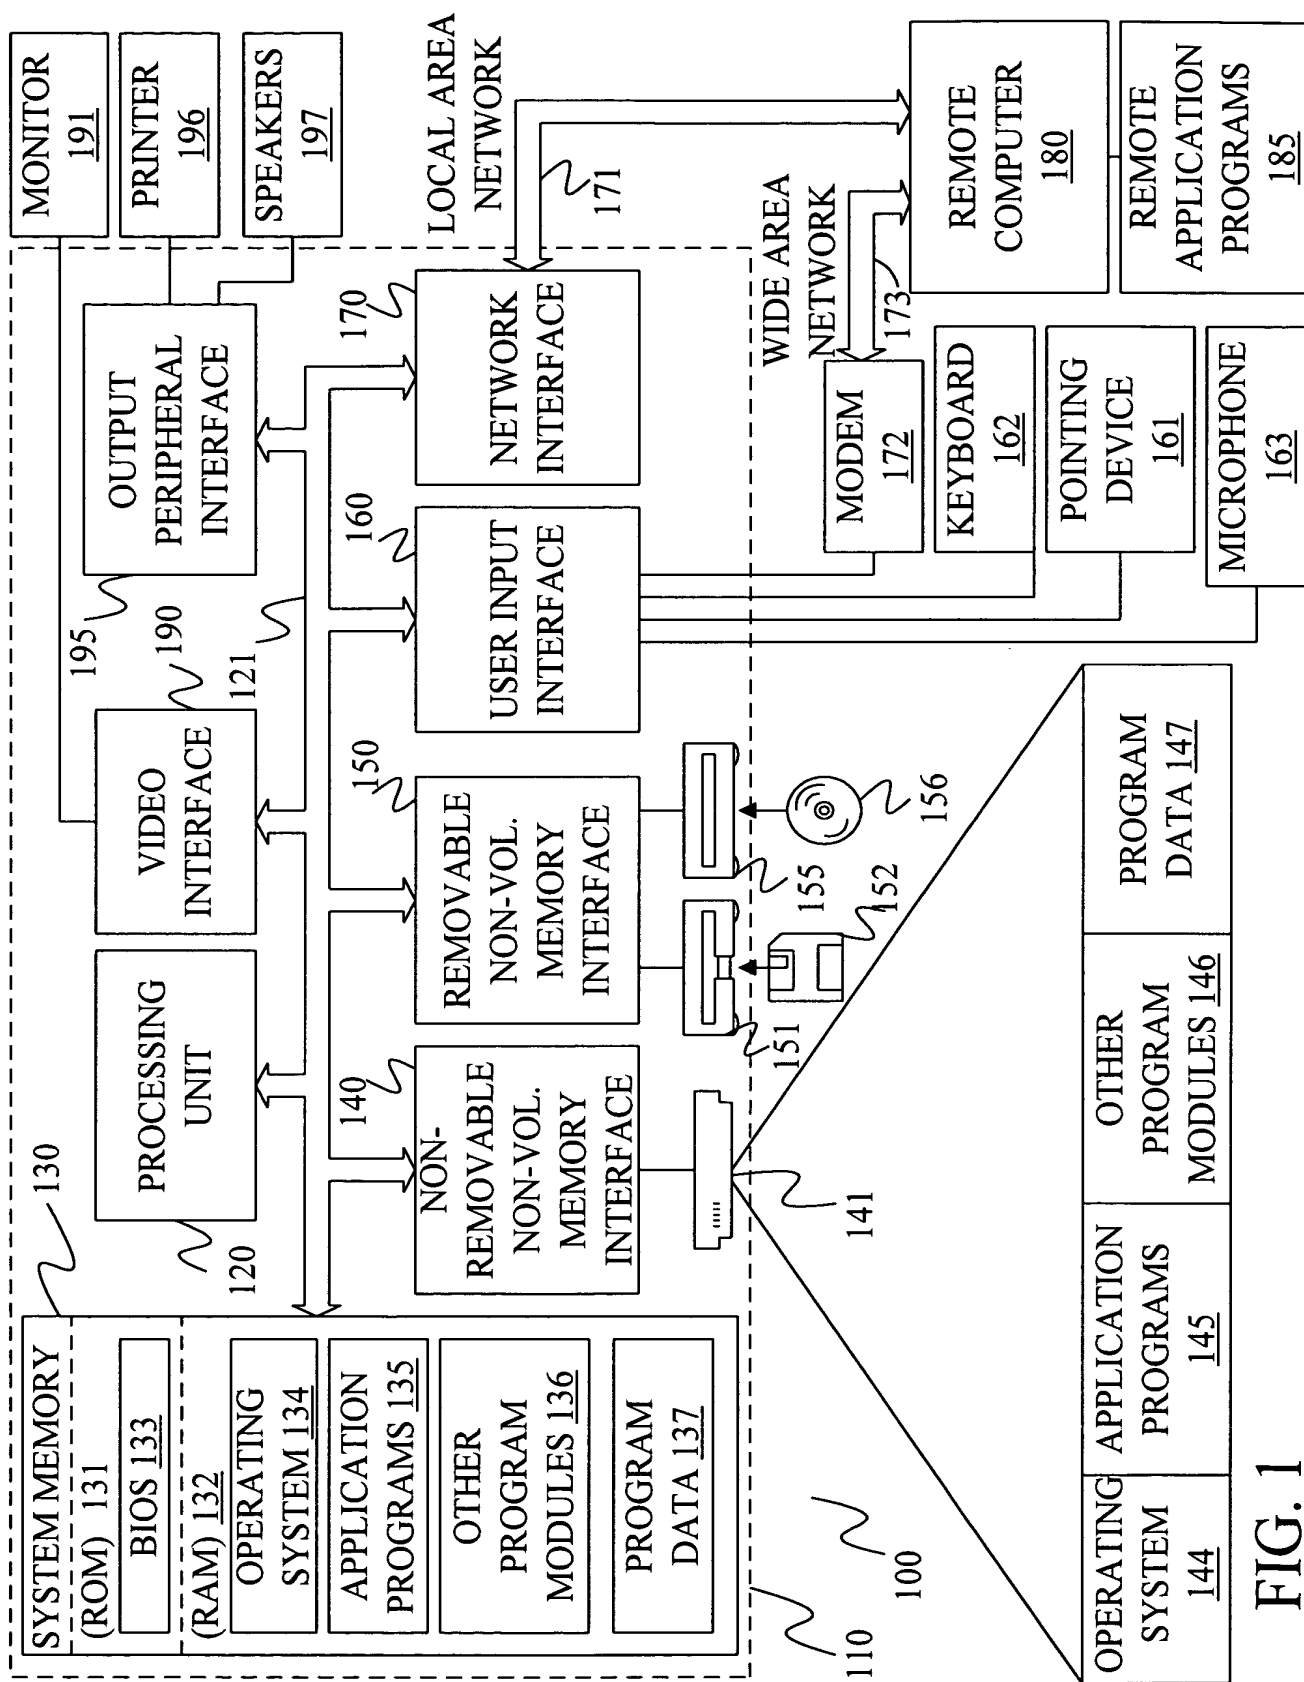 SYSTEM MEMORY
130
(ROM) 131
BIOS 133
(RAM) 132
OPERATING
SYSTEM 134
APPLICATION
PROGRAMS 135
OTHER
PROGRAM
MODULES 136
PROGRAM
DATA 137
PROCESSING
UNIT
120
VIDEO
INTERFACE
190
121
OUTPUT
PERIPHERAL
INTERFACE
195
MONITOR
191
PRINTER
196
SPEAKERS
197
NON-
REMOVABLE
NON-VOL.
MEMORY
INTERFACE
140
REMOVABLE
NON-VOL.
MEMORY
INTERFACE
150
USER INPUT
INTERFACE
160
NETWORK
INTERFACE
170
LOCAL AREA
NETWORK
171
141
151
152
155
156
WIDE AREA
NETWORK
173
MODEM
172
KEYBOARD
162
POINTING
DEVICE
161
MICROPHONE
163
REMOTE
COMPUTER
180
REMOTE
APPLICATION
PROGRAMS
185
110
100
OPERATING
SYSTEM
144
APPLICATION
PROGRAMS
145
OTHER
PROGRAM
MODULES 146
PROGRAM
DATA 147
FIG. 1